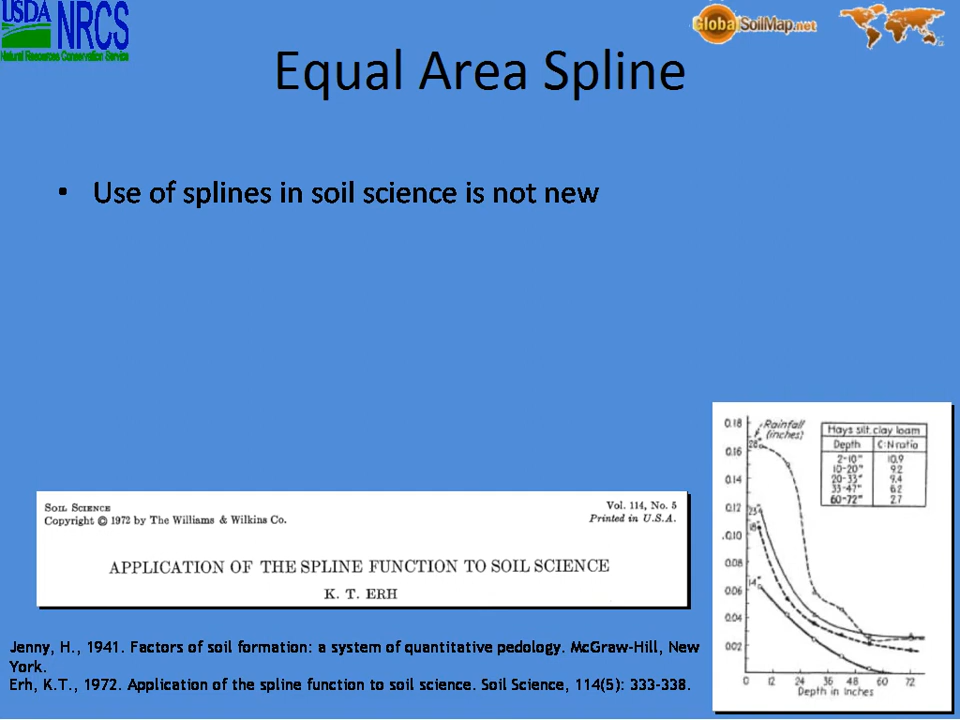 USDA NRCS
Natural Resources Conservation Service
GlobalSoilMap.net
Equal Area Spline
• Use of splines in soil science is not new
SOIL SCIENCE
Copyright © 1972 by The Williams & Wilkins Co.
Vol. 114, No. 5
Printed in U.S.A.
APPLICATION OF THE SPLINE FUNCTION TO SOIL SCIENCE
K. T. ERH
Jenny, H., 1941. Factors of soil formation: a system of quantitative pedology. McGraw-Hill, New
York.
Erh, K.T., 1972. Application of the spline function to soil science. Soil Science, 114(5): 333-338.
Rainfall
(inches)
Hays silt clay loam
Depth C:N ratio
2-10" 10.9
10-20" 9.2
20-33" 9.4
33-47" 6.2
60-72" 2.7
0.18
0.16
0.14
0.12
0.10
0.08
0.06
0.04
0.02
28"
23"
18"
14"
0 12 24 36 48 60 72
Depth in Inches